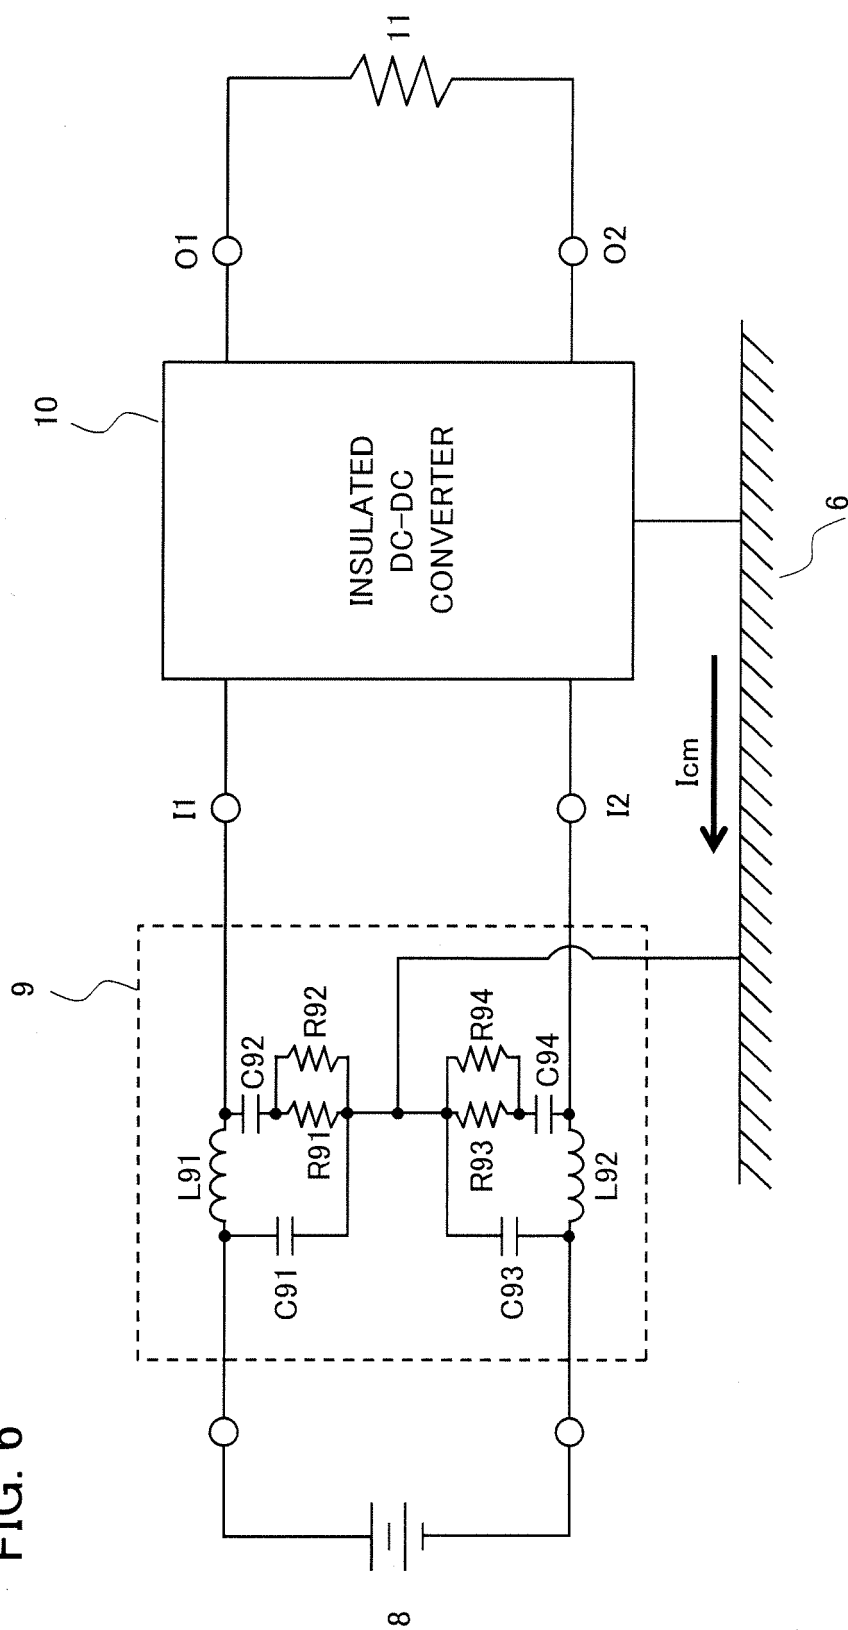 FIG. 6
9
10
L91
C92
R92
I1
O1
C91
R91
8
INSULATED
DC-DC
CONVERTER
11
R93
R94
C93
C94
L92
I2
O2
Icm
6